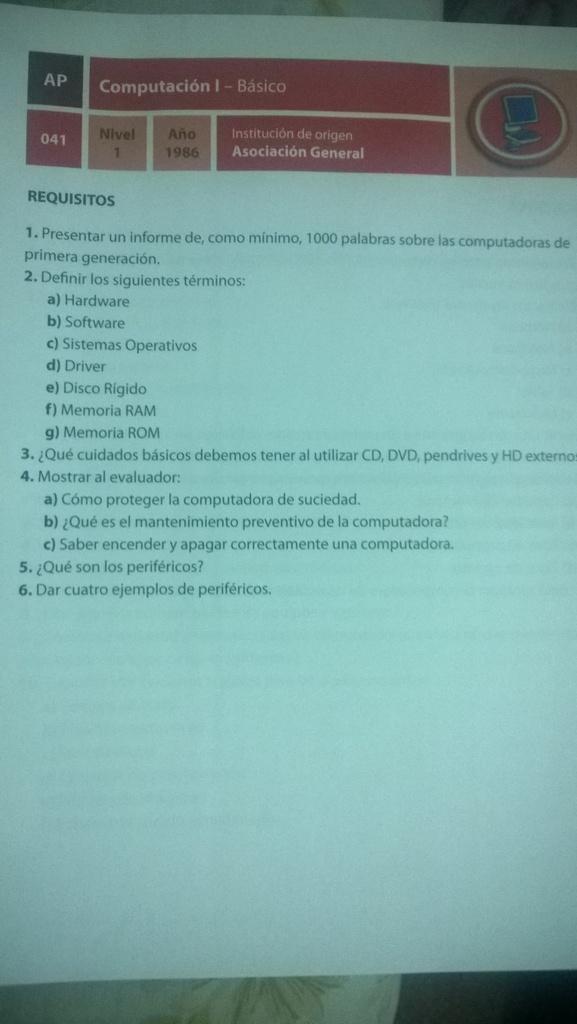 AP
Computación I – Básico
041
Nivel
1
Año
1986
Institución de origen
Asociación General
REQUISITOS
1. Presentar un informe de, como mínimo, 1000 palabras sobre las computadoras de
primera generación.
2. Definir los siguientes términos:
a) Hardware
b) Software
c) Sistemas Operativos
d) Driver
e) Disco Rígido
f) Memoria RAM
g) Memoria ROM
3. ¿Qué cuidados básicos debemos tener al utilizar CD, DVD, pendrives y HD externos
4. Mostrar al evaluador:
a) Cómo proteger la computadora de suciedad.
b) ¿Qué es el mantenimiento preventivo de la computadora?
c) Saber encender y apagar correctamente una computadora.
5. ¿Qué son los periféricos?
6. Dar cuatro ejemplos de periféricos.